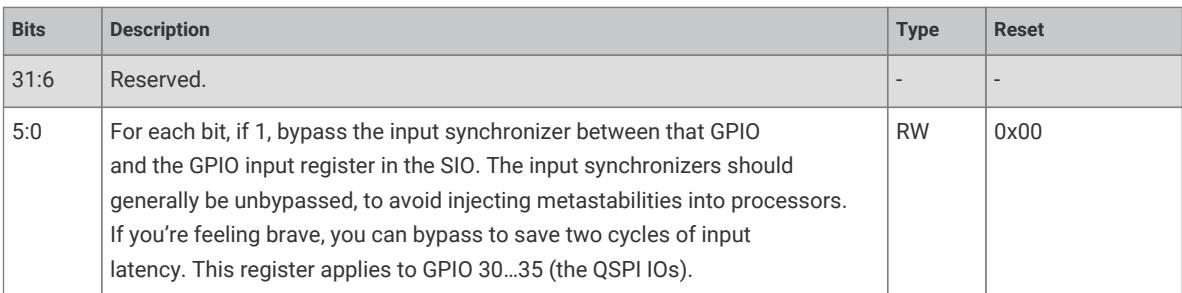 Bits Description Type Reset
31:6 Reserved. - -
5:0 For each bit, if 1, bypass the input synchronizer between that GPIO RW 0x00
and the GPIO input register in the SIO. The input synchronizers should
generally be unbypassed, to avoid injecting metastabilities into processors.
If you’re feeling brave, you can bypass to save two cycles of input
latency. This register applies to GPIO 30…35 (the QSPI IOs).